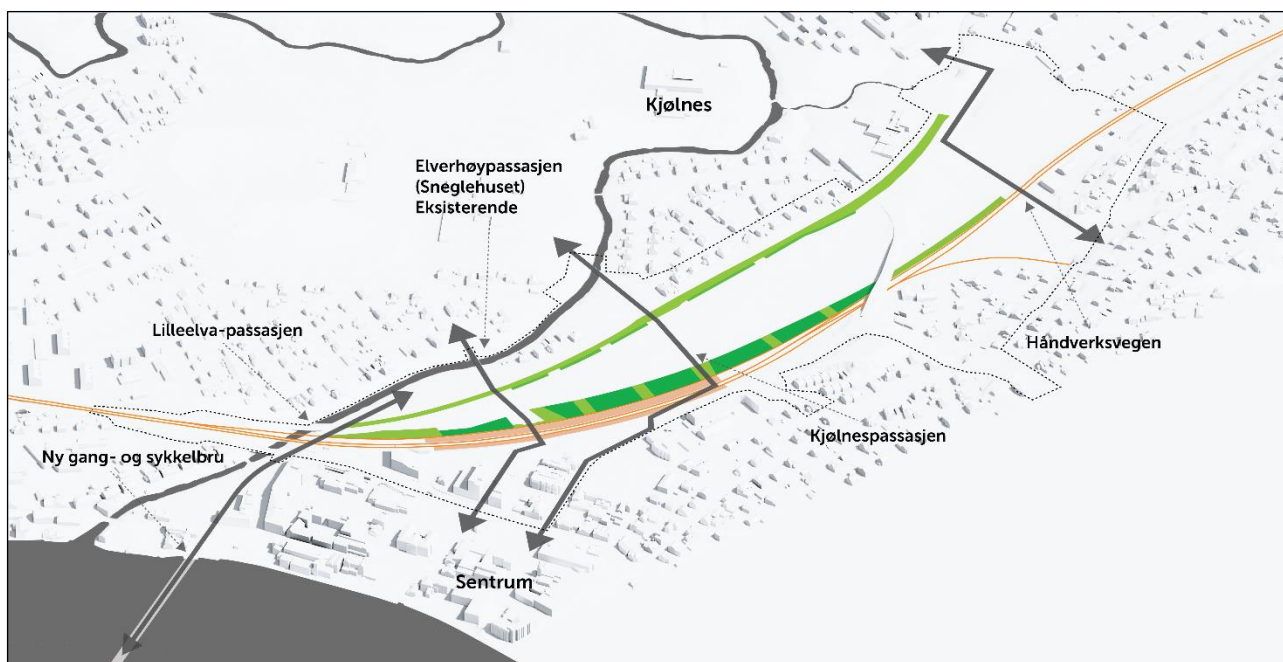 Kjølnes
Elverhøypassasjen
(Sneglehuset)
Eksisterende
Lilleelva-passasjen
Håndverksvegen
Kjølnespassasjen
Ny gang- og sykkelbru
Sentrum